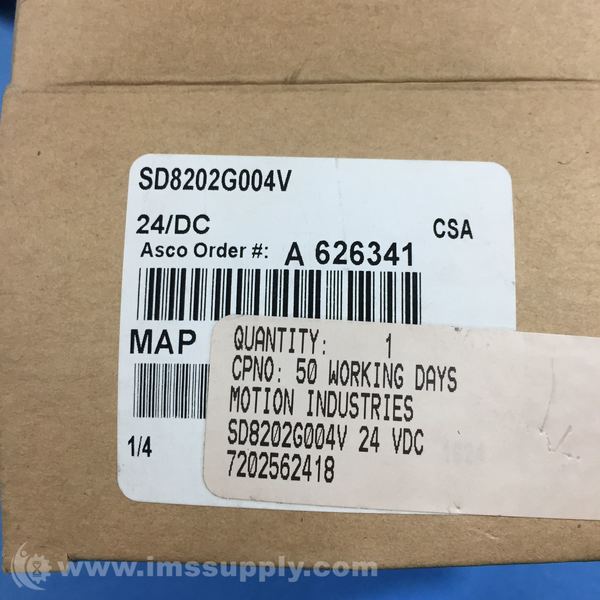 SD8202G004V
24/DC
CSA
Asco Order #: A 626341
MAP
1/4
QUANTITY: 1
CPNO: 50 WORKING DAYS
MOTION INDUSTRIES
SD8202G004V 24 VDC
7202562418
www.imssupply.com